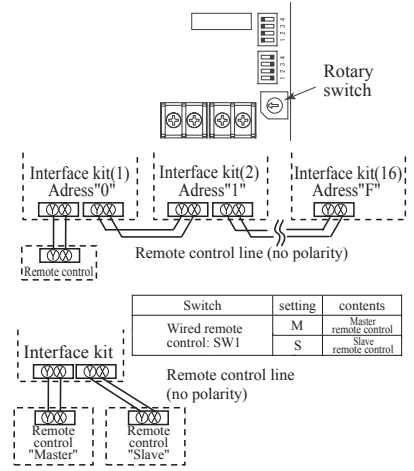 1 2 3 4
1 2 3 4
Rotary
switch
Interface kit(1)
Adress"0"
Interface kit(2)
Adress"1"
Interface kit(16)
Adress"F"
X Y
X Y
X Y
X Y
X Y
X Y
Remote control line (no polarity)
Remote control
Switch setting contents
Wired remote
control: SW1
M Master
remote control
S Slave
remote control
Interface kit
X Y
X Y
Remote control line
(no polarity)
Remote
control
"Master"
Remote
control
"Slave"